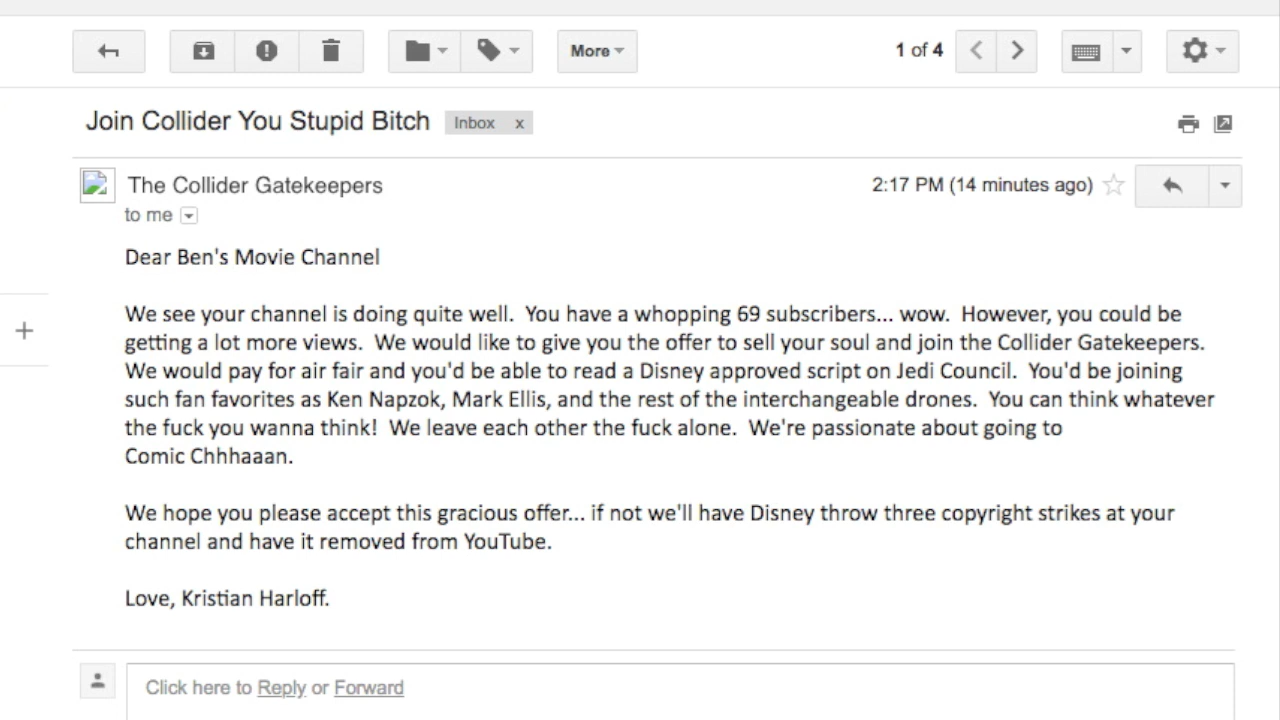 More
1 of 4
Join Collider You Stupid Bitch Inbox x
The Collider Gatekeepers 2:17 PM (14 minutes ago)
to me
Dear Ben's Movie Channel
We see your channel is doing quite well. You have a whopping 69 subscribers... wow. However, you could be
getting a lot more views. We would like to give you the offer to sell your soul and join the Collider Gatekeepers.
We would pay for air fair and you'd be able to read a Disney approved script on Jedi Council. You'd be joining
such fan favorites as Ken Napzok, Mark Ellis, and the rest of the interchangeable drones. You can think whatever
the fuck you wanna think! We leave each other the fuck alone. We're passionate about going to
Comic Chhhaaan.
We hope you please accept this gracious offer... if not we'll have Disney throw three copyright strikes at your
channel and have it removed from YouTube.
Love, Kristian Harloff.
Click here to Reply or Forward